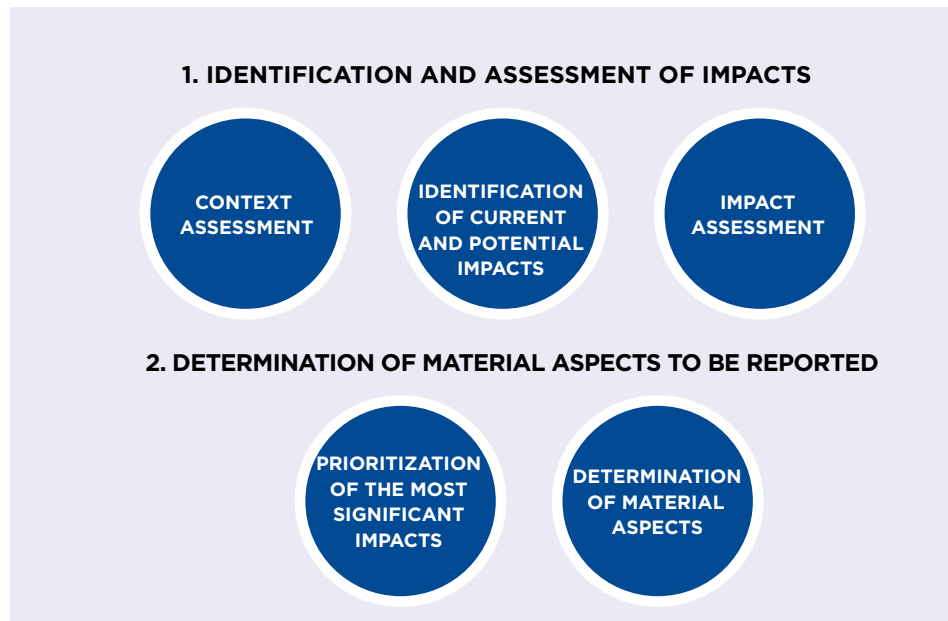 1. IDENTIFICATION AND ASSESSMENT OF IMPACTS
CONTEXT
ASSESSMENT
IDENTIFICATION
OF CURRENT
AND POTENTIAL
IMPACTS
IMPACT
ASSESSMENT
2. DETERMINATION OF MATERIAL ASPECTS TO BE REPORTED
PRIORITIZATION
OF THE MOST
SIGNIFICANT
IMPACTS
DETERMINATION
OF MATERIAL
ASPECTS